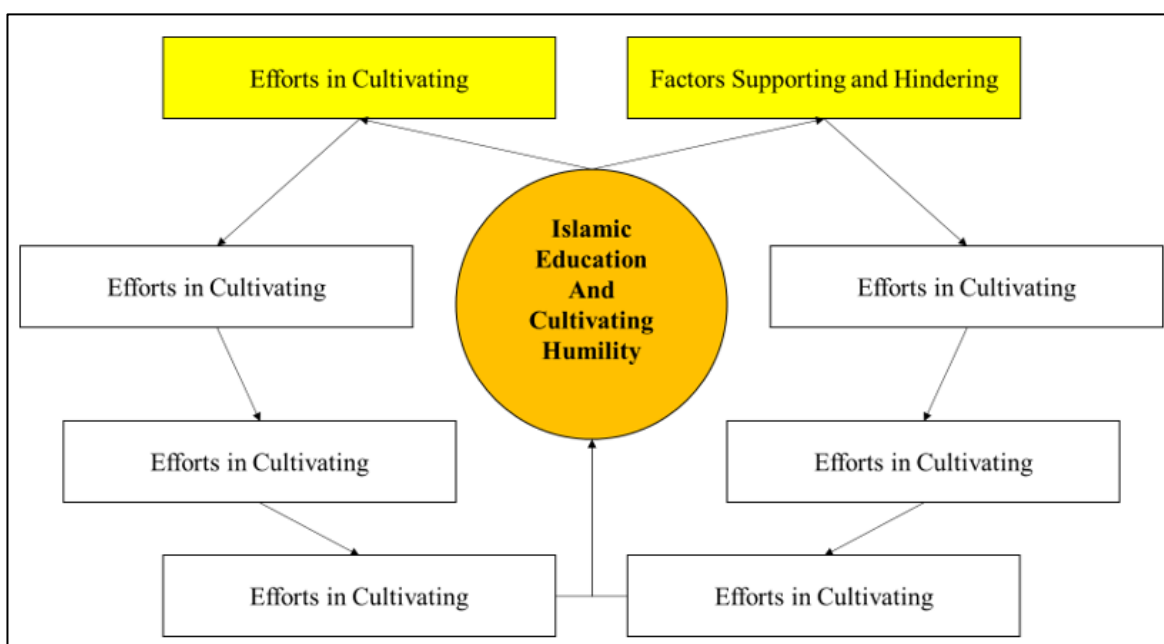 Efforts in Cultivating
Factors Supporting and Hindering
Islamic
Education
And
Cultivating
Humility
Efforts in Cultivating
Efforts in Cultivating
Efforts in Cultivating
Efforts in Cultivating
Efforts in Cultivating
Efforts in Cultivating